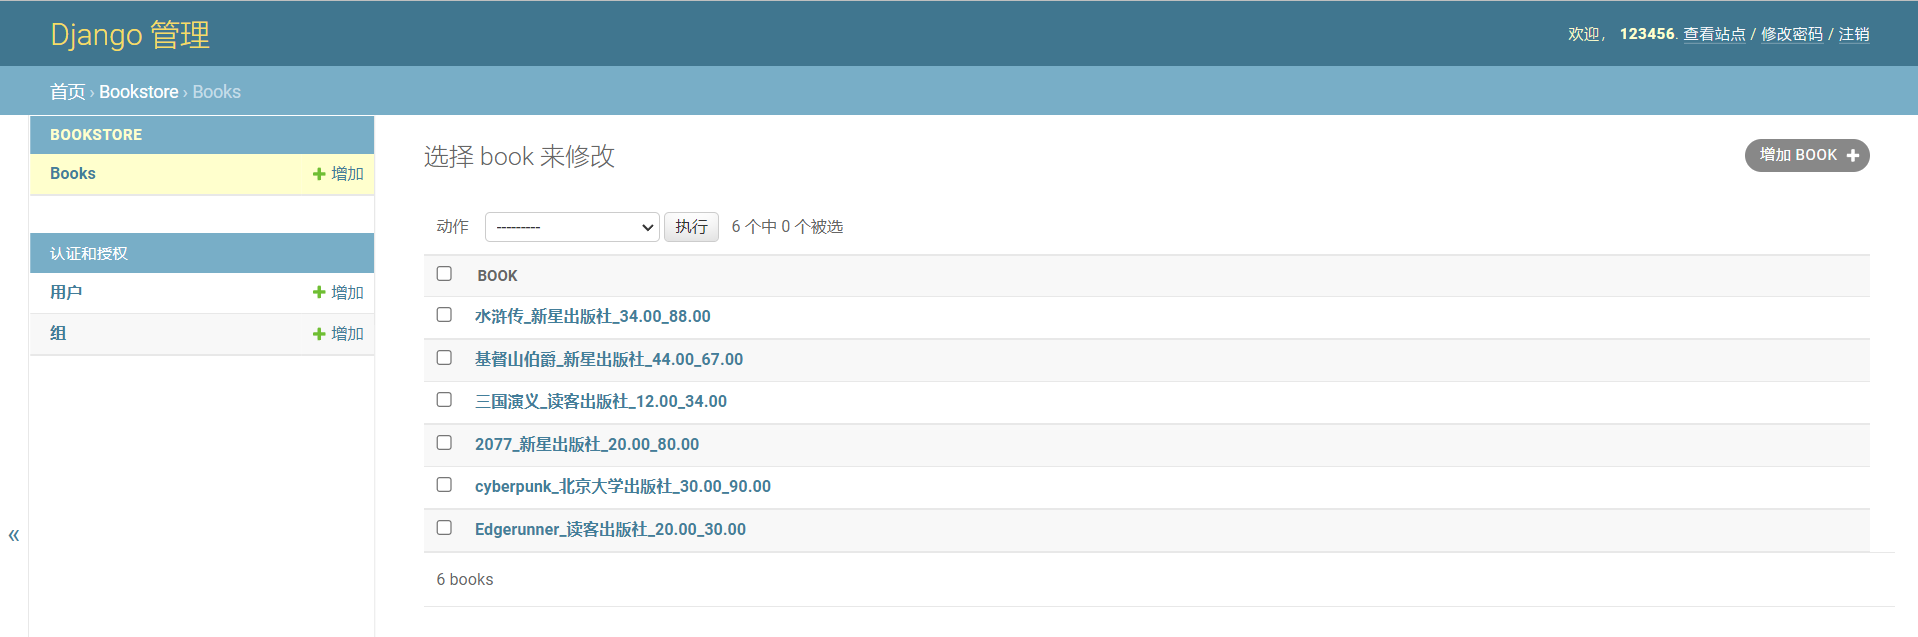 Django 管理
欢迎， 123456. 查看站点 / 修改密码 / 注销
首页 › Bookstore › Books
BOOKSTORE
Books 增加
认证和授权
用户 增加
组 增加
«
选择 book 来修改
增加 BOOK
动作 --------- 执行 6 个中 0 个被选
BOOK
水浒传_新星出版社_34.00_88.00
基督山伯爵_新星出版社_44.00_67.00
三国演义_读客出版社_12.00_34.00
2077_新星出版社_20.00_80.00
cyberpunk_北京大学出版社_30.00_90.00
Edgerunner_读客出版社_20.00_30.00
6 books